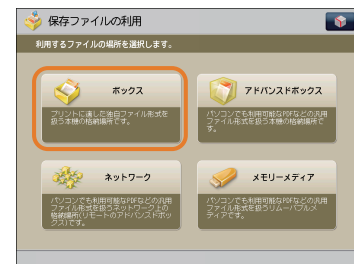 保存ファイルの利用
利用するファイルの場所を選択します。
ボックス
プリントに適した独自ファイル形式を
扱う本機の格納場所です。
アドバンスドボックス
パソコンでも利用可能なPDFなどの汎用
ファイル形式を扱う本機の格納場所で
す。
ネットワーク
パソコンでも利用可能なPDFなどの汎用
ファイル形式を扱うネットワーク上の
格納場所(リモートのアドバンスドボッ
クス)です。
メモリーメディア
パソコンでも利用可能なPDFなどの汎用
ファイル形式を扱うリムーバブルメ
ディアです。